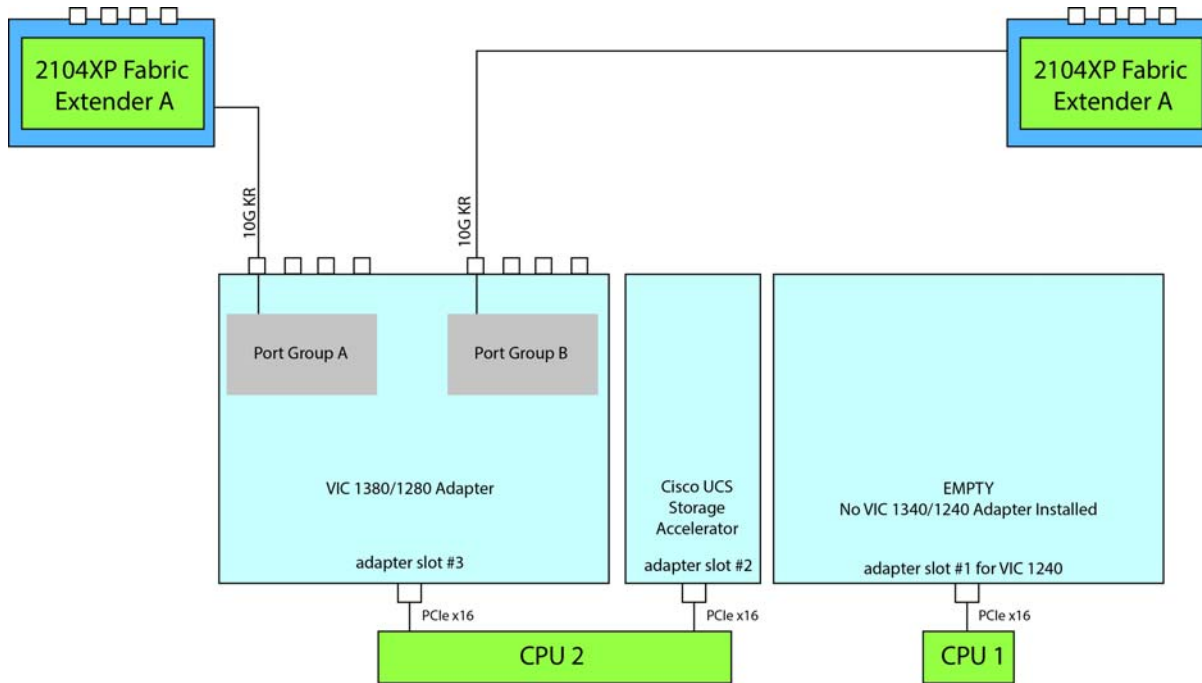 2104XP Fabric
Extender A
2104XP Fabric
Extender A
10G KR
10G KR
Port Group A
Port Group B
VIC 1380/1280 Adapter
adapter slot #3
Cisco UCS
Storage
Accelerator
adapter slot #2
EMPTY
No VIC 1340/1240 Adapter Installed
adapter slot #1 for VIC 1240
PCIe x16
PCIe x16
PCIe x16
CPU 2
CPU 1